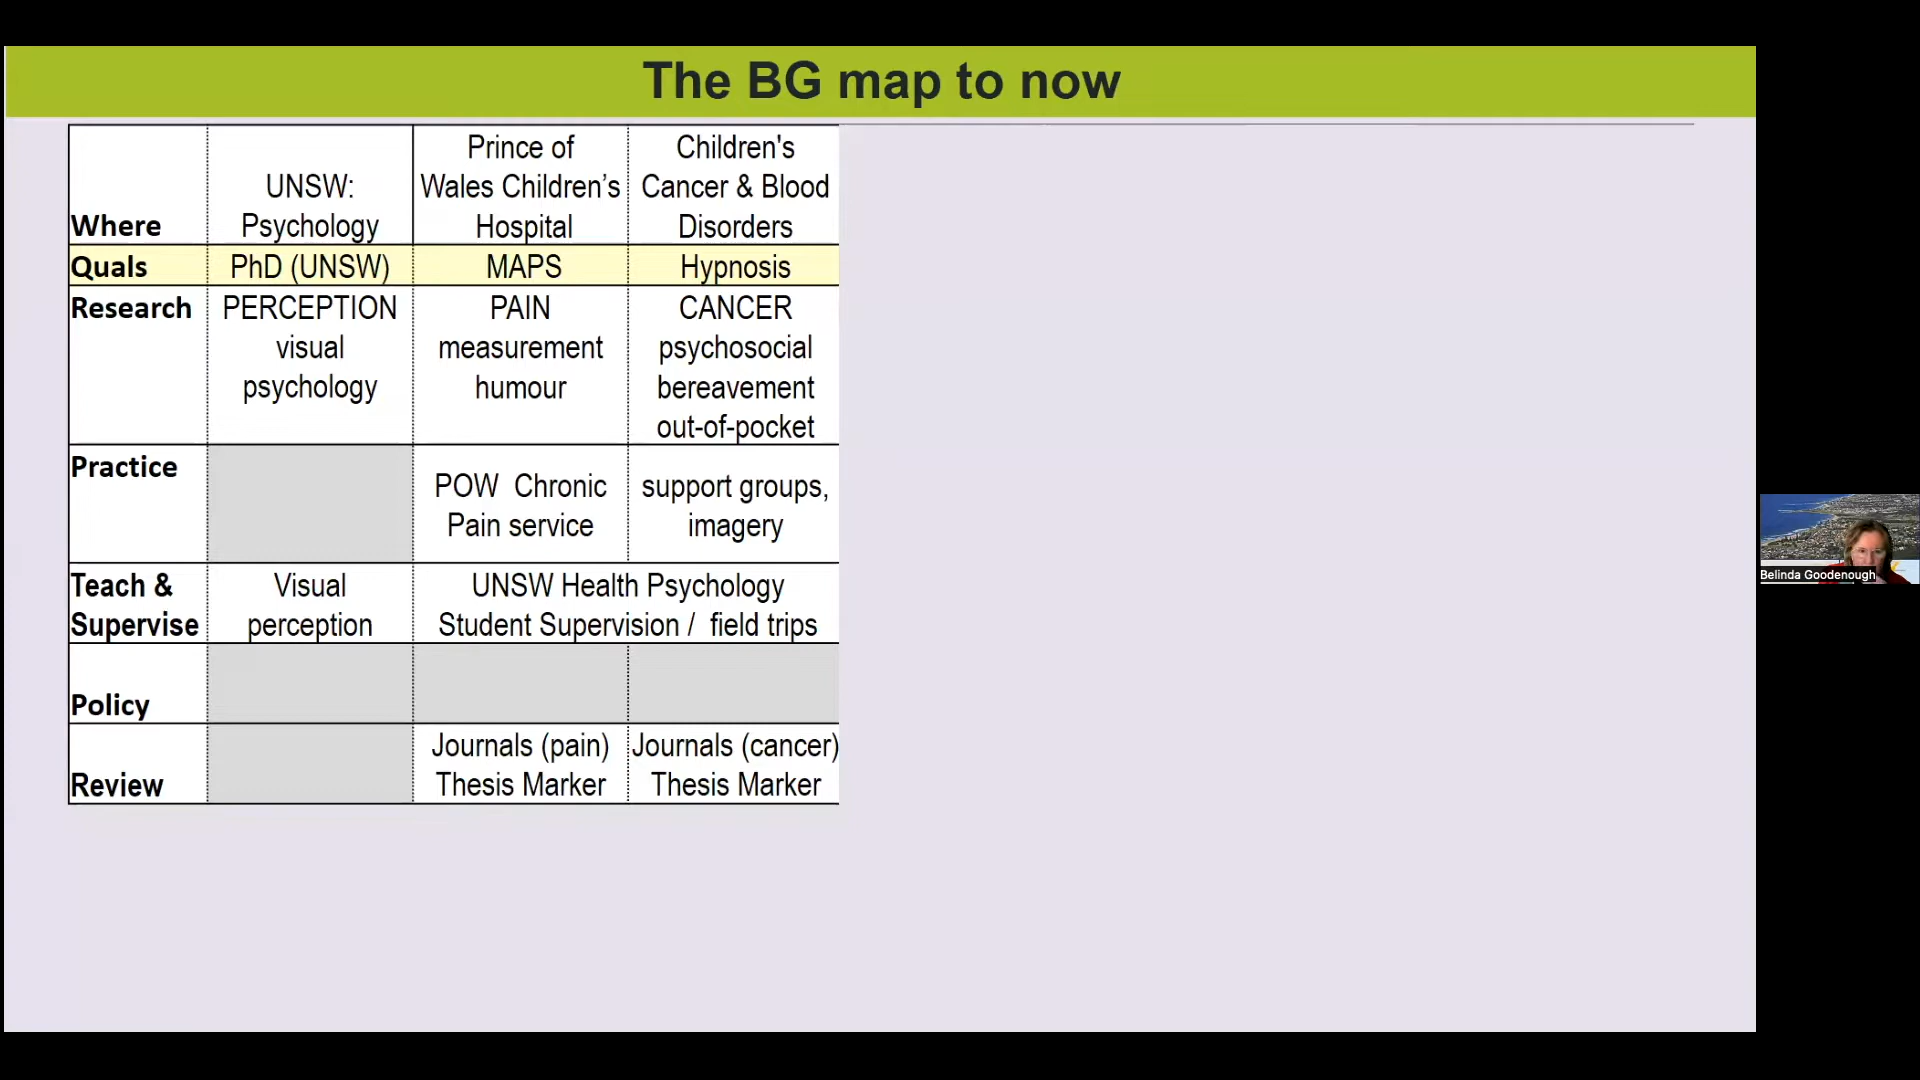 The BG map to now
Where
UNSW:
Psychology
Prince of
Wales Children’s
Hospital
Children's
Cancer & Blood
Disorders
Quals
PhD (UNSW)
MAPS
Hypnosis
Research
PERCEPTION
visual
psychology
PAIN
measurement
humour
CANCER
psychosocial
bereavement
out-of-pocket
Practice
POW  Chronic
Pain service
support groups,
imagery
Teach &
Supervise
Visual
perception
UNSW Health Psychology
Student Supervision /  field trips
Policy
Review
Journals (pain)
Thesis Marker
Journals (cancer)
Thesis Marker
Belinda Goodenough